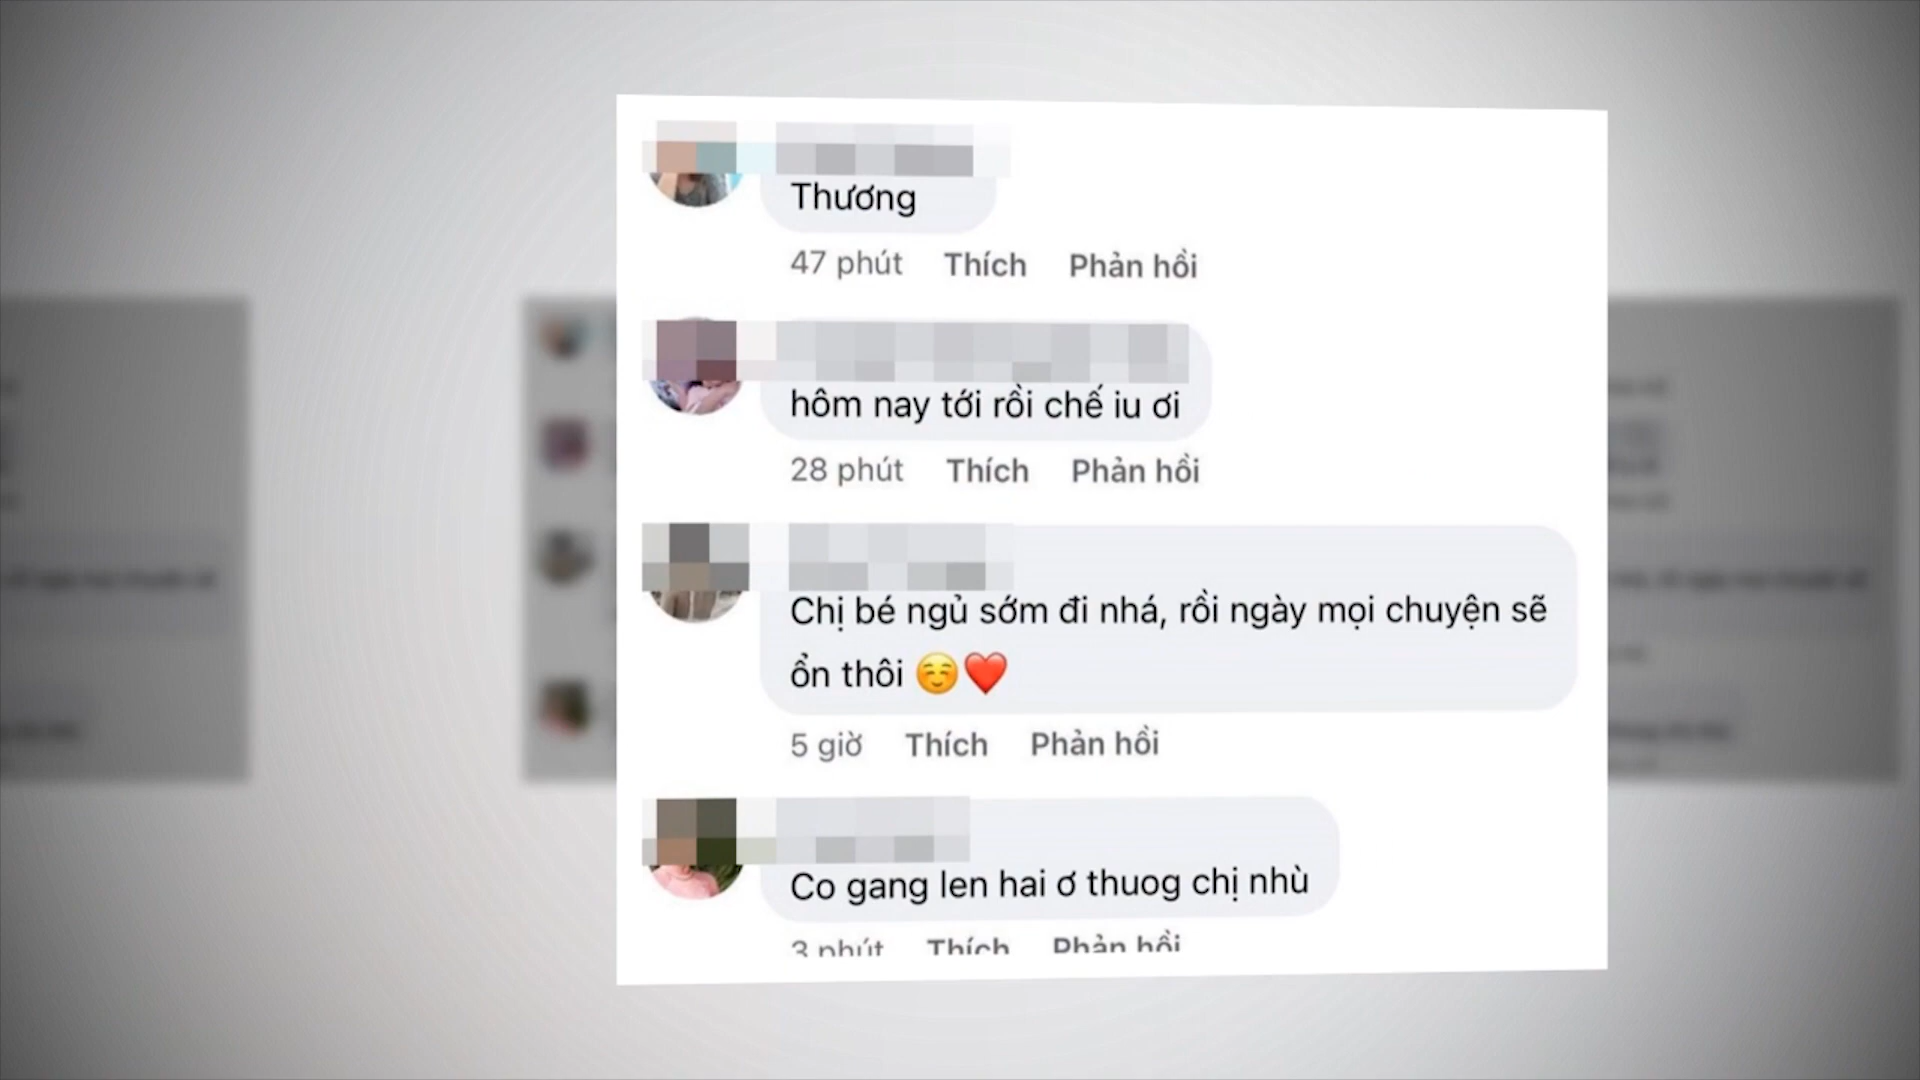 Thương
47 phút Thích Phản hồi
hôm nay tới rồi chế iu ơi
28 phút Thích Phản hồi
Chị bé ngủ sớm đi nhá, rồi ngày mọi chuyện sẽ
ổn thôi ☺️❤️
5 giờ Thích Phản hồi
Co gang len hai ơ thuog chị nhù
3 phút Thích Phản hồi